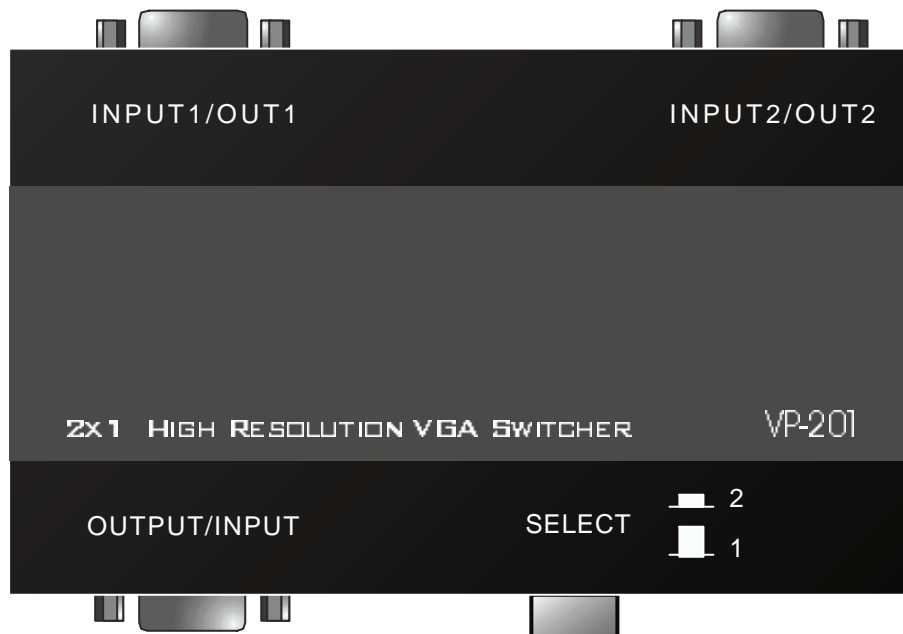 INPUT1/OUT1 INPUT2/OUT2
2X1 HIGH RESOLUTION VGA SWITCHER VP-201
OUTPUT/INPUT SELECT 2
1